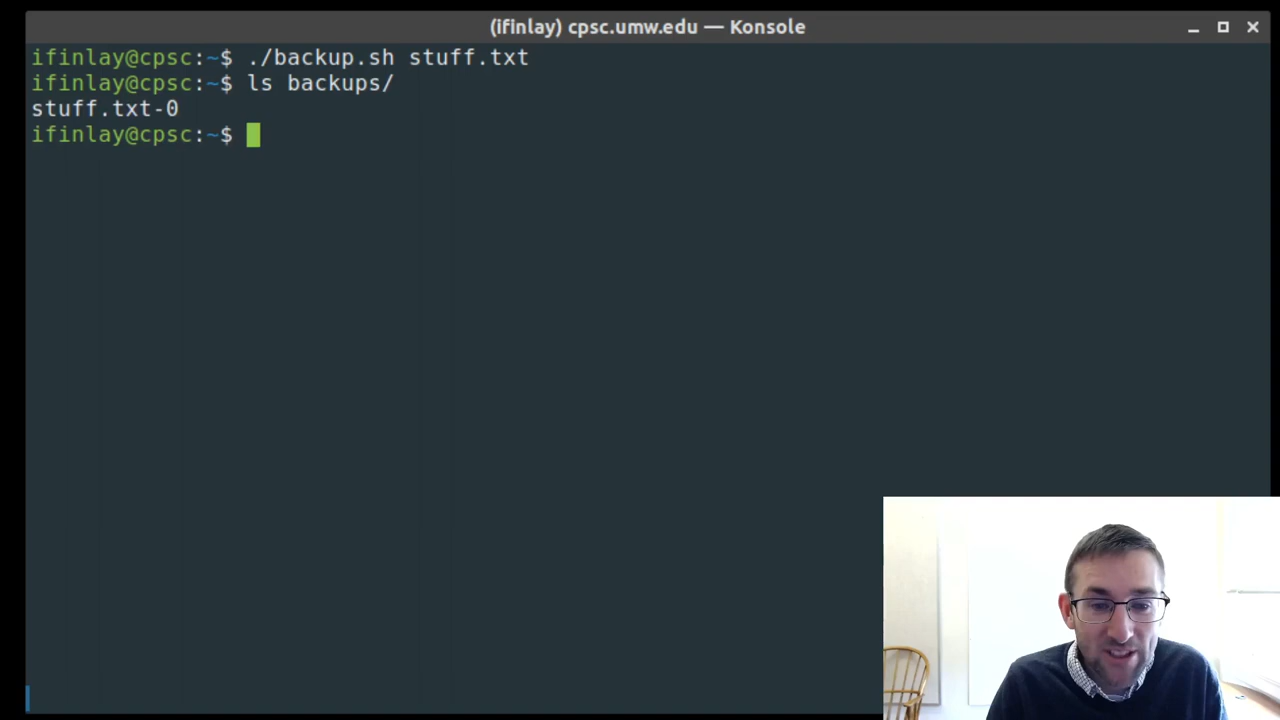 (ifinlay) cpsc.umw.edu — Konsole
ifinlay@cpsc:~$ ./backup.sh stuff.txt
ifinlay@cpsc:~$ ls backups/
stuff.txt-0
ifinlay@cpsc:~$